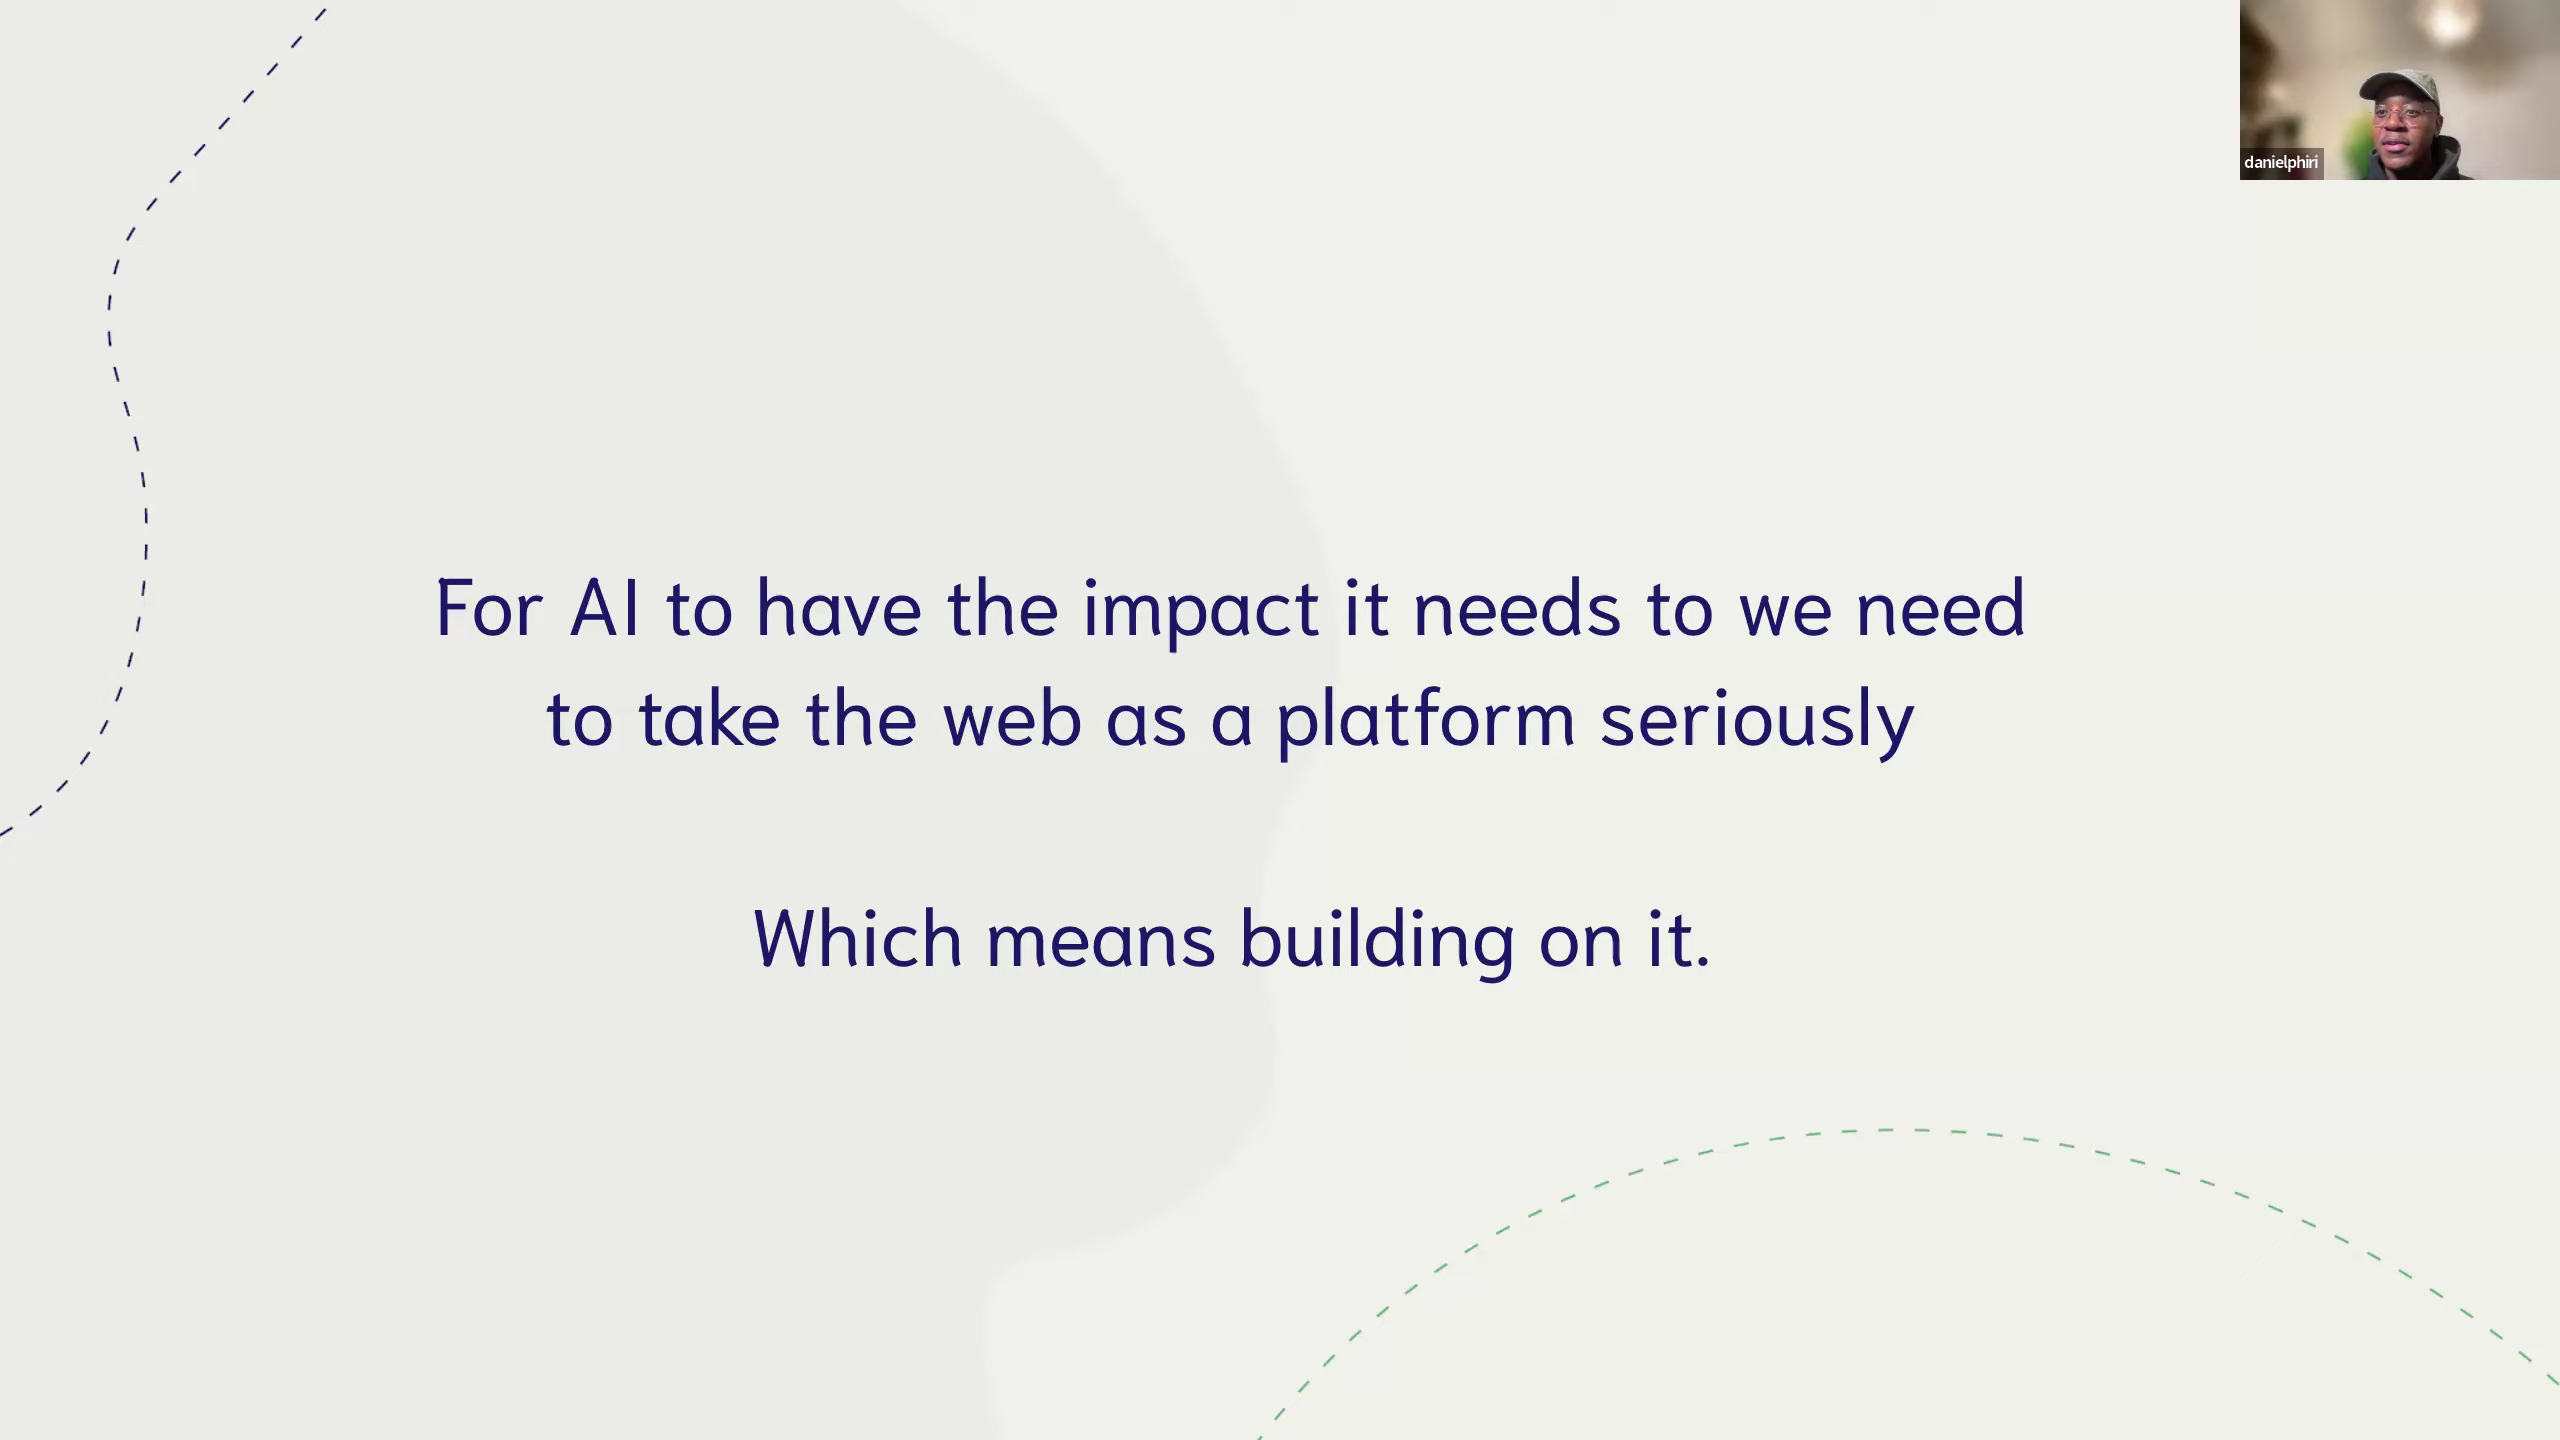 danielphiri
For AI to have the impact it needs to we need
to take the web as a platform seriously
Which means building on it.